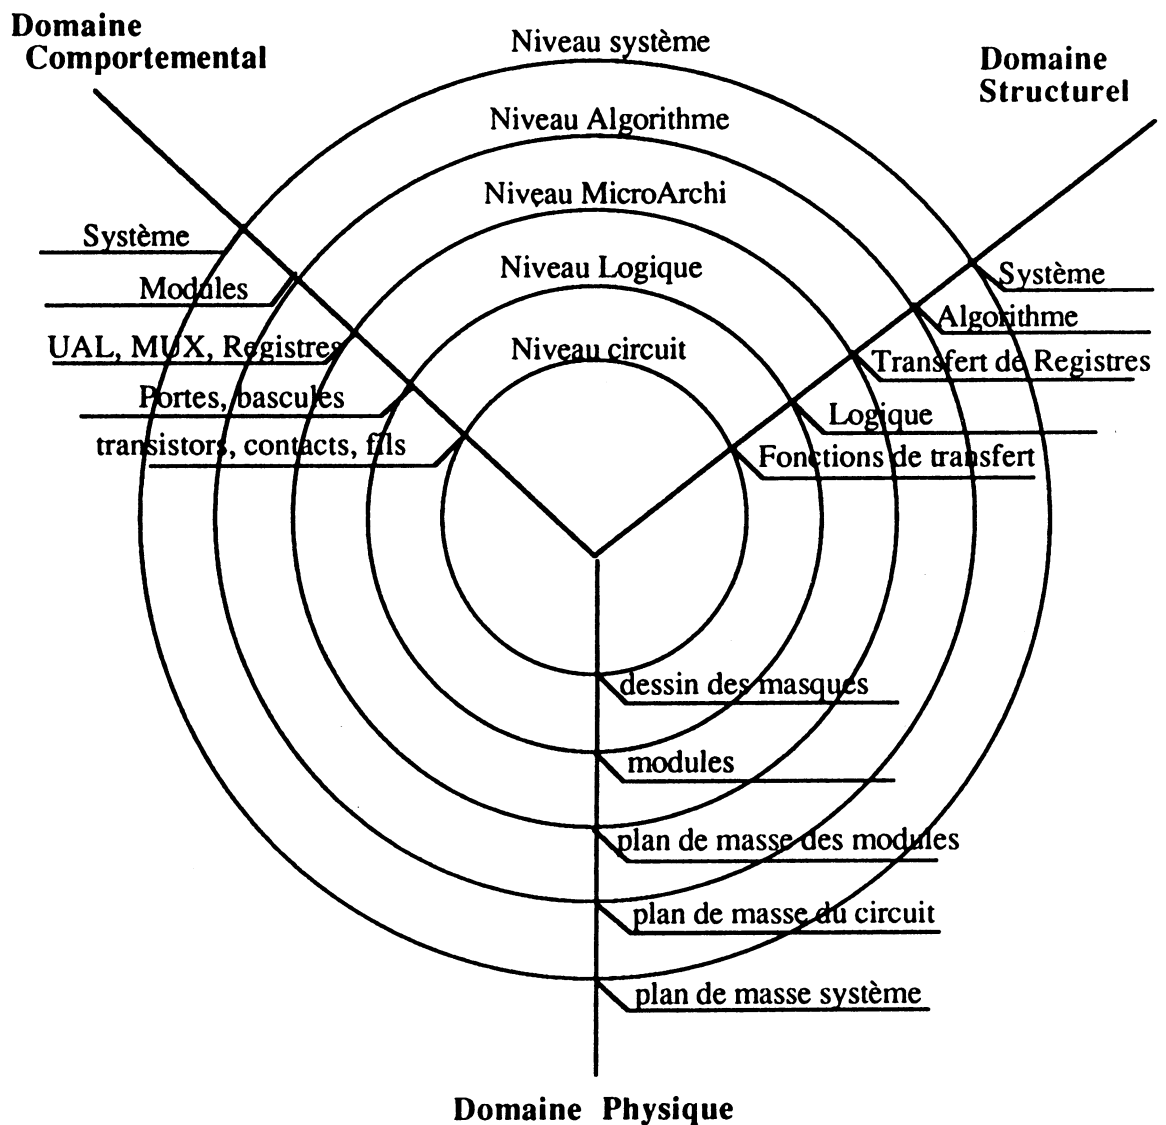 Domaine
Comportemental
Niveau système
Domaine
Structurel
Niveau Algorithme
Niveau MicroArchi
Niveau Logique
Niveau circuit
Système
Modules
UAL, MUX, Registres
Portes, bascules
transistors, contacts, fils
Système
Algorithme
Transfert de Registres
Logique
Fonctions de transfert
dessin des masques
modules
plan de masse des modules
plan de masse du circuit
plan de masse système
Domaine Physique